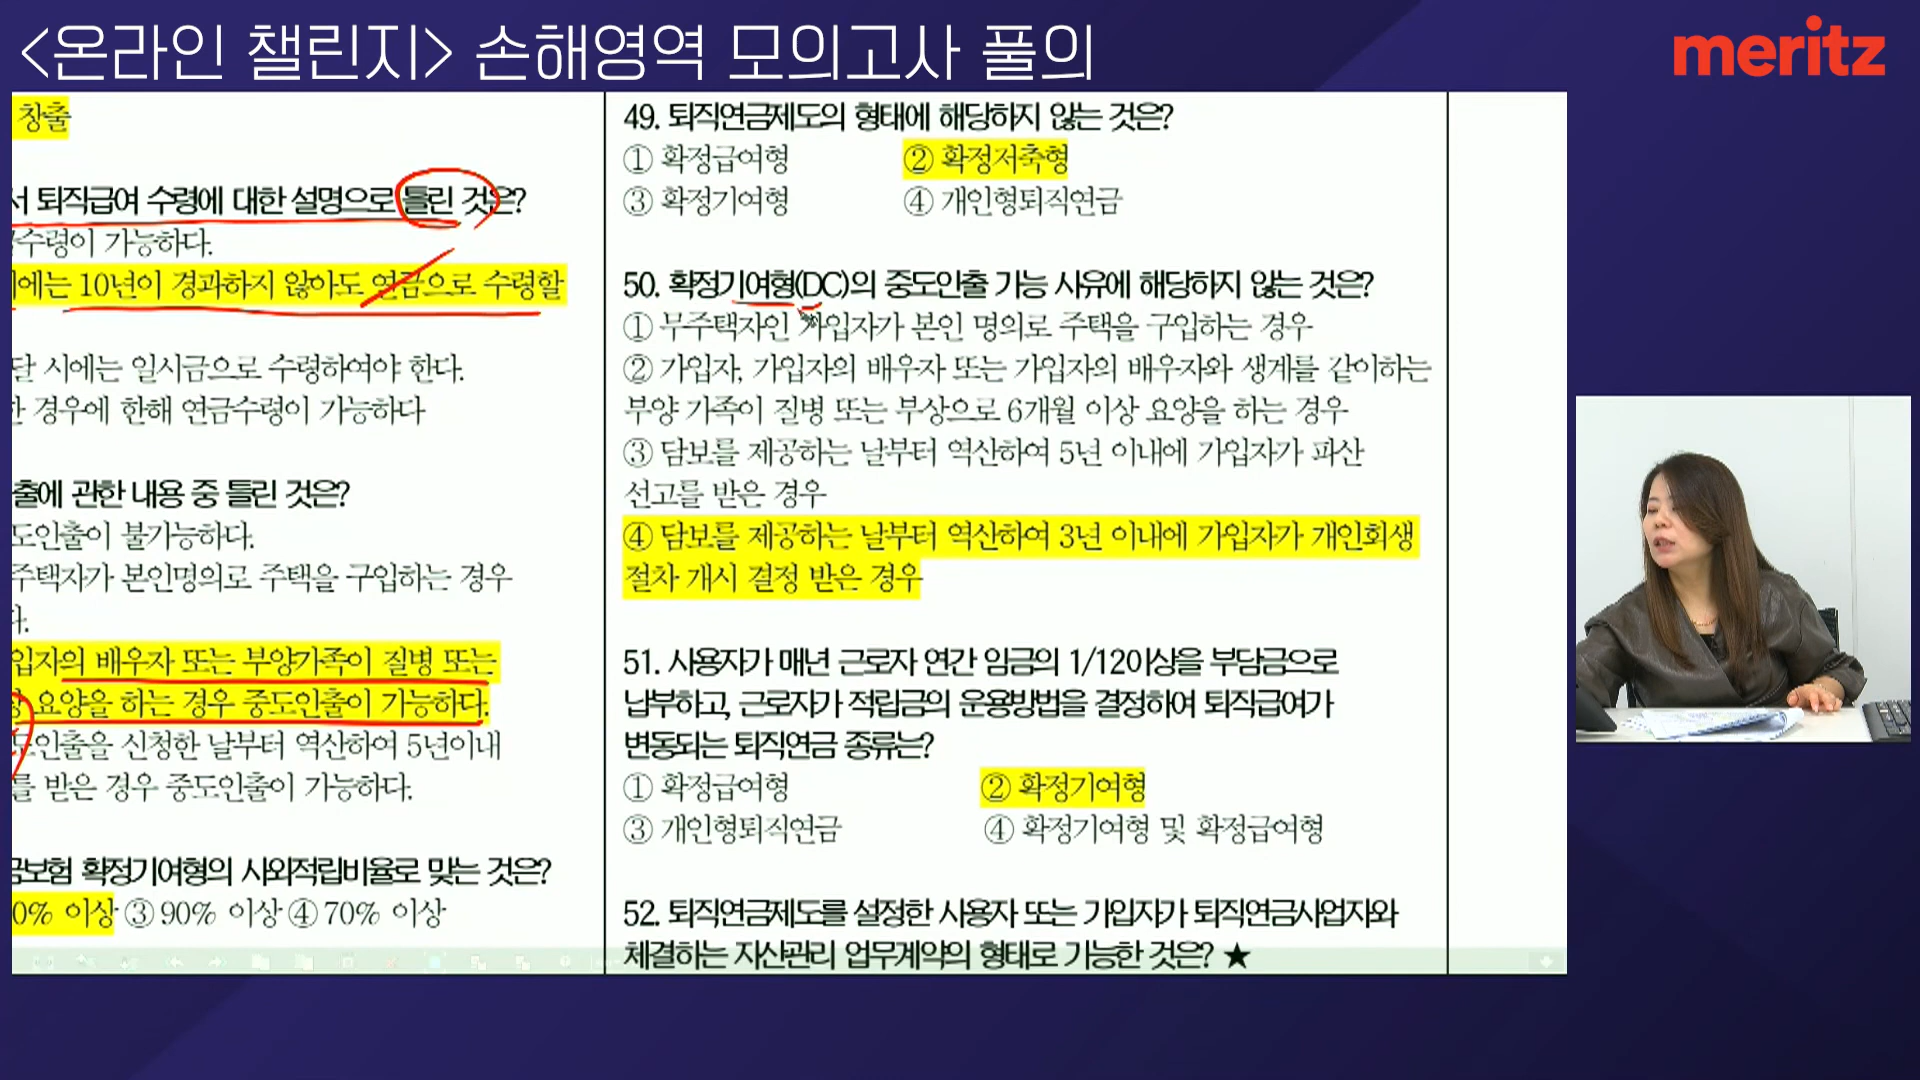 <온라인 챌린지> 손해영역 모의고사 풀의
meritz
창출
서 퇴직급여 수령에 대한 설명으로 틀린 것은?
수령이 가능하다.
에는 10년이 경과하지 않아도 연금으로 수령할
시에는 일시금으로 수령하여야 한다.
경우에 한해 연금수령이 가능하다
출에 관한 내용 중 틀린 것은?
도인출이 불가능하다.
주택자가 본인명의로 주택을 구입하는 경우
다.
입자의 배우자 또는 부양가족이 질병 또는
요양을 하는 경우 중도인출이 가능하다.
도인출을 신청한 날부터 역산하여 5년이내
를 받은 경우 중도인출이 가능하다.
금보험 확정기여형의 사외적립비율로 맞는 것은?
0% 이상 ③ 90% 이상 ④ 70% 이상
49. 퇴직연금제도의 형태에 해당하지 않는 것은?
① 확정급여형 ② 확정저축형
③ 확정기여형 ④ 개인형퇴직연금
50. 확정기여형(DC)의 중도인출 가능 사유에 해당하지 않는 것은?
① 무주택자인 가입자가 본인 명의로 주택을 구입하는 경우
② 가입자, 가입자의 배우자 또는 가입자의 배우자와 생계를 같이하는
부양 가족이 질병 또는 부상으로 6개월 이상 요양을 하는 경우
③ 담보를 제공하는 날부터 역산하여 5년 이내에 가입자가 파산
선고를 받은 경우
④ 담보를 제공하는 날부터 역산하여 3년 이내에 가입자가 개인회생
절차 개시 결정 받은 경우
51. 사용자가 매년 근로자 연간 임금의 1/12이상을 부담금으로
납부하고, 근로자가 적립금의 운용방법을 결정하여 퇴직급여가
변동되는 퇴직연금 종류는?
① 확정급여형 ② 확정기여형
③ 개인형퇴직연금 ④ 확정기여형 및 확정급여형
52. 퇴직연금제도를 설정한 사용자 또는 가입자가 퇴직연금사업자와
체결하는 자산관리 업무계약의 형태로 가능한 것은? ★